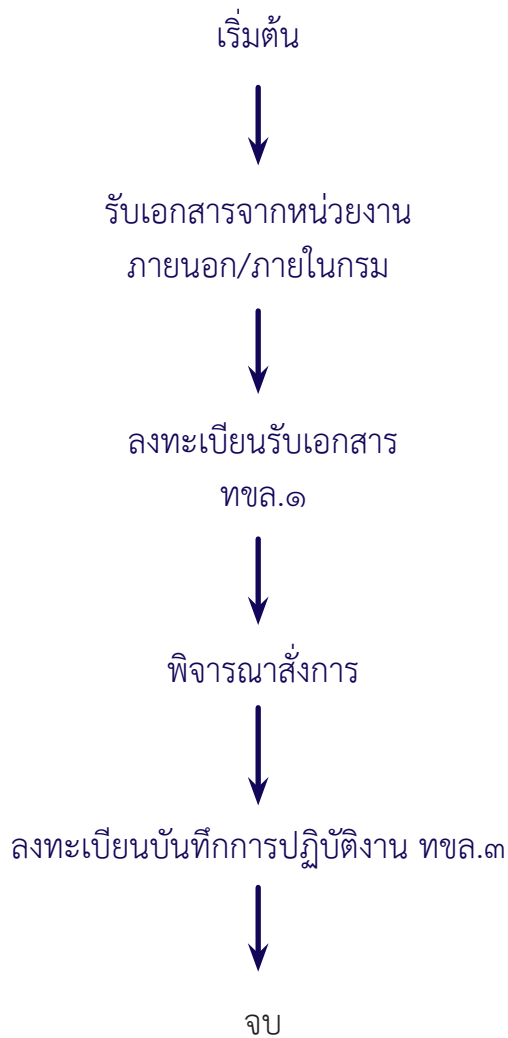 เริ่มต้น
รับเอกสารจากหน่วยงาน
ภายนอก/ภายในกรม
ลงทะเบียนรับเอกสาร
ทขล.๑
พิจารณาสั่งการ
ลงทะเบียนบันทึกการปฏิบัติงาน ทขล.๓
จบ